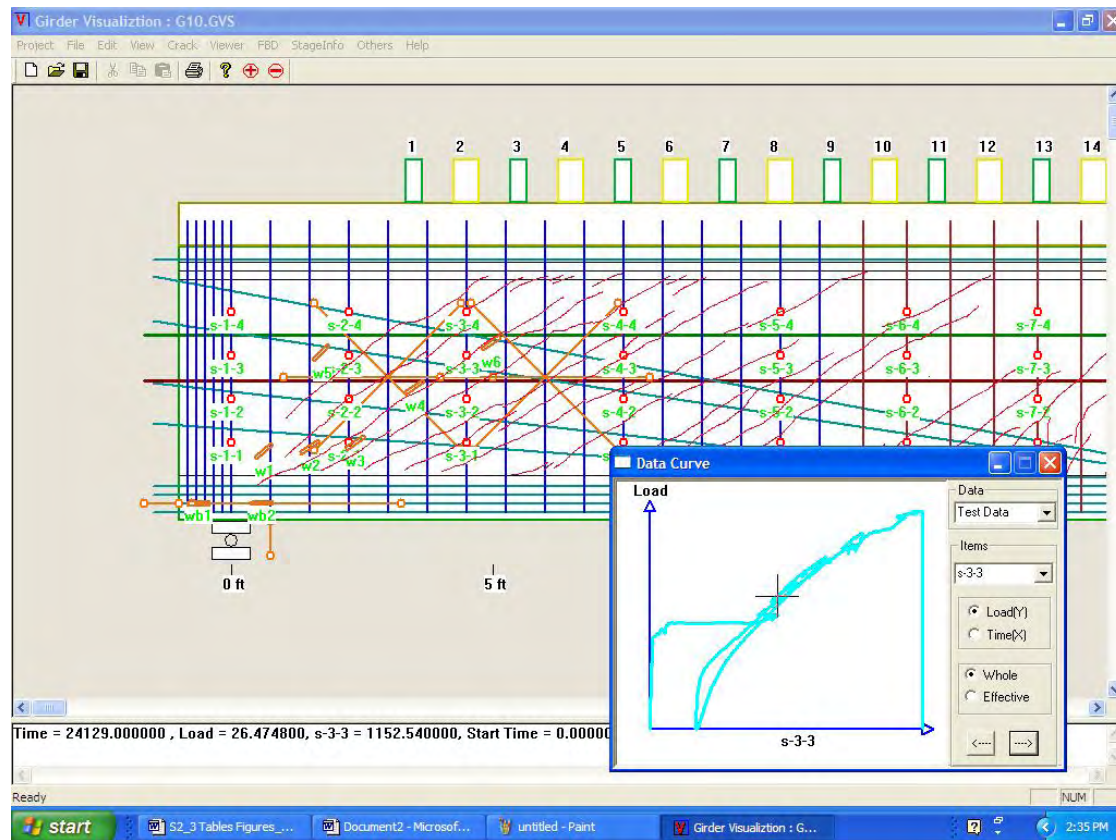 Girder Visualiztion : G10.GVS
Project File Edit View Crack Viewer FBD StageInfo Others Help
1 2 3 4 5 6 7 8 9 10 11 12 13 14
s-1-4 s-2-4 s-3-4 s-4-4 s-5-4 s-6-4 s-7-4
w6
s-1-3 w5 s-2-3 s-3-3 s-4-3 s-5-3 s-6-3 s-7-3
w4
s-1-2 s-2-2 s-3-2 s-4-2 s-5-2 s-6-2 s-7-2
s-1-1 w1 w2 s-2- w3 s-3-1
wb1 wb2
0 ft 5 ft
Data Curve
Load
s-3-3
Data
Test Data
Items
s-3-3
Load(Y)
Time(X)
Whole
Effective
<---- ---->
Time = 24129.000000 , Load = 26.474800, s-3-3 = 1152.540000, Start Time = 0.00000
Ready NUM
start S2_3 Tables Figures_... Document2 - Microsof... untitled - Paint Girder Visualiztion : G... 2:35 PM